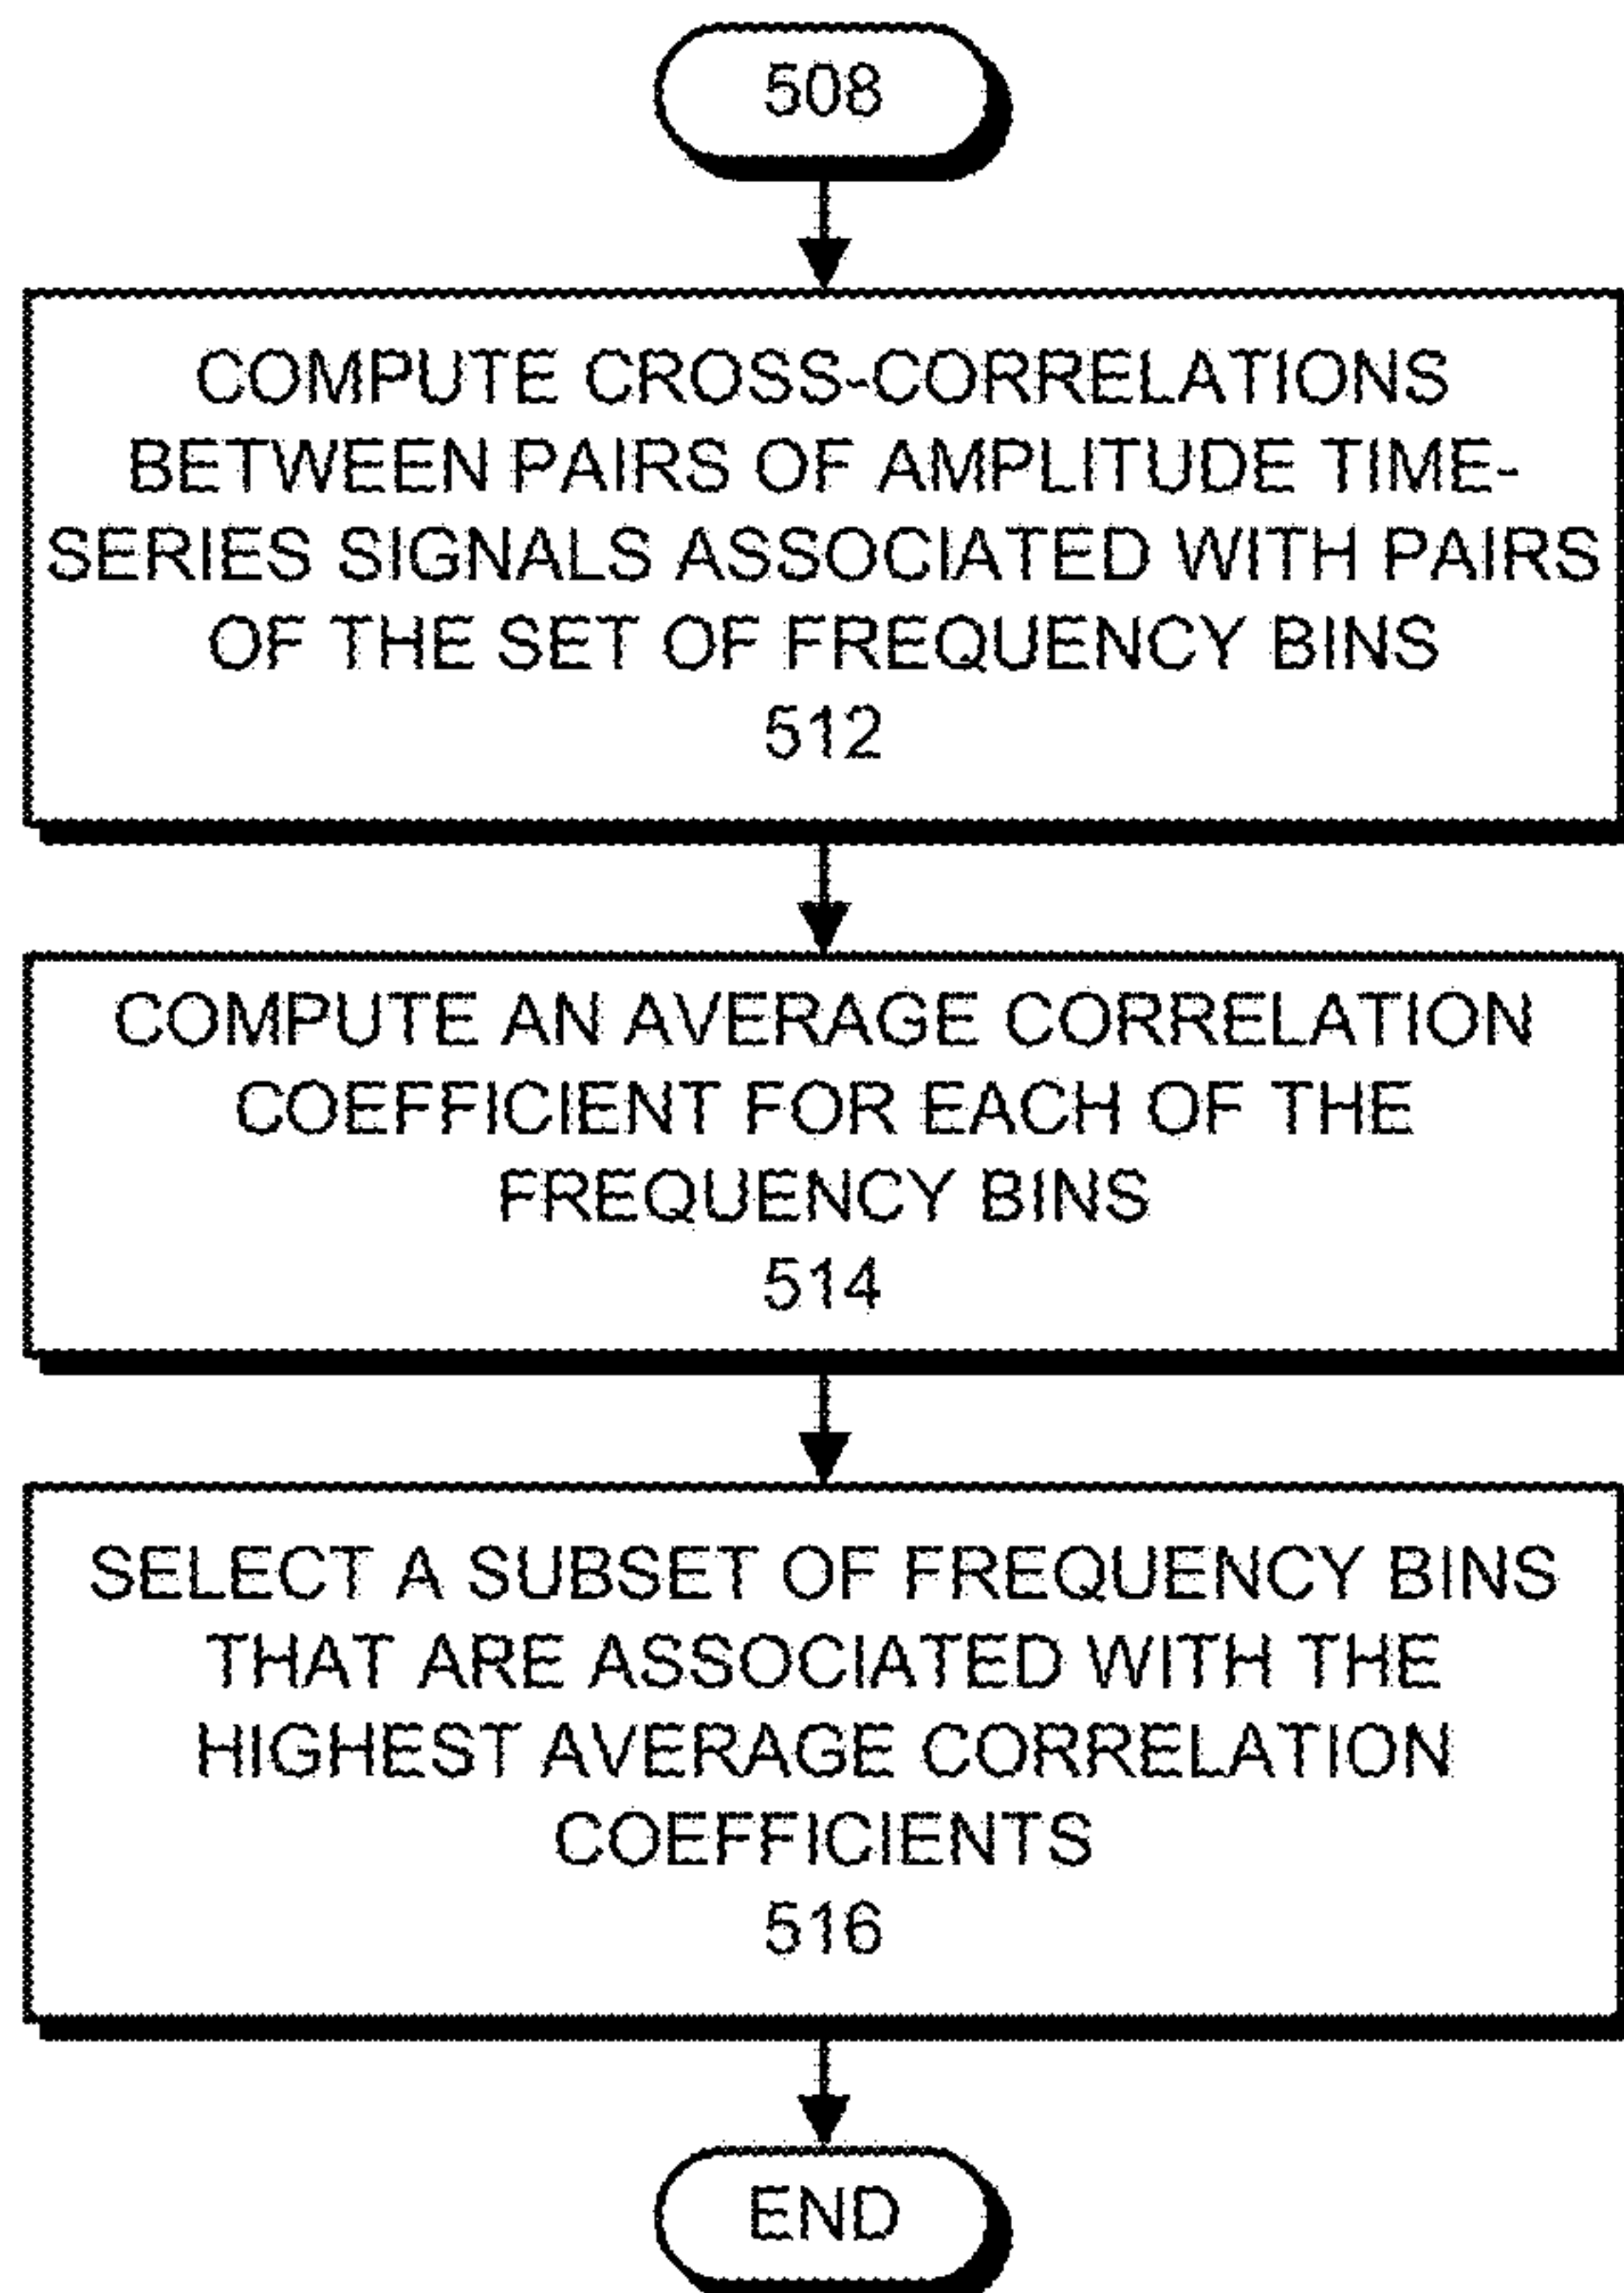 508
COMPUTE CROSS-CORRELATIONS
BETWEEN PAIRS OF AMPLITUDE TIME-
SERIES SIGNALS ASSOCIATED WITH PAIRS
OF THE SET OF FREQUENCY BINS
512
COMPUTE AN AVERAGE CORRELATION
COEFFICIENT FOR EACH OF THE
FREQUENCY BINS
514
SELECT A SUBSET OF FREQUENCY BINS
THAT ARE ASSOCIATED WITH THE
HIGHEST AVERAGE CORRELATION
COEFFICIENTS
516
END